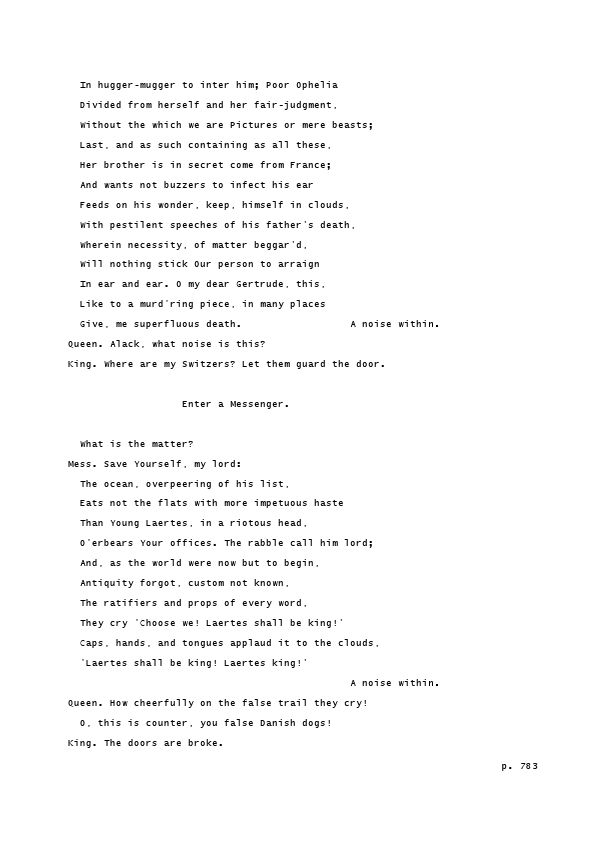 In hugger-mugger to inter him; Poor Ophelia
Divided from herself and her fair-judgment,
Without the which we are Pictures or mere beasts;
Last, and as such containing as all these,
Her brother is in secret come from France;
And wants not buzzers to infect his ear
Feeds on his wonder, keep, himself in clouds,
With pestilent speeches of his father's death,
Wherein necessity, of matter beggar'd,
Will nothing stick Our person to arraign
In ear and ear. O my dear Gertrude, this,
Like to a murd'ring piece, in many places
Give, me superfluous death. A noise within.
Queen. Alack, what noise is this?
King. Where are my Switzers? Let them guard the door.
Enter a Messenger.
What is the matter?
Mess. Save Yourself, my lord:
The ocean, overpeering of his list,
Eats not the flats with more impetuous haste
Than Young Laertes, in a riotous head,
O'erbears Your offices. The rabble call him lord;
And, as the world were now but to begin,
Antiquity forgot, custom not known,
The ratifiers and props of every word,
They cry 'Choose we! Laertes shall be king!'
Caps, hands, and tongues applaud it to the clouds,
'Laertes shall be king! Laertes king!'
A noise within.
Queen. How cheerfully on the false trail they cry!
O, this is counter, you false Danish dogs!
King. The doors are broke.
p. 783